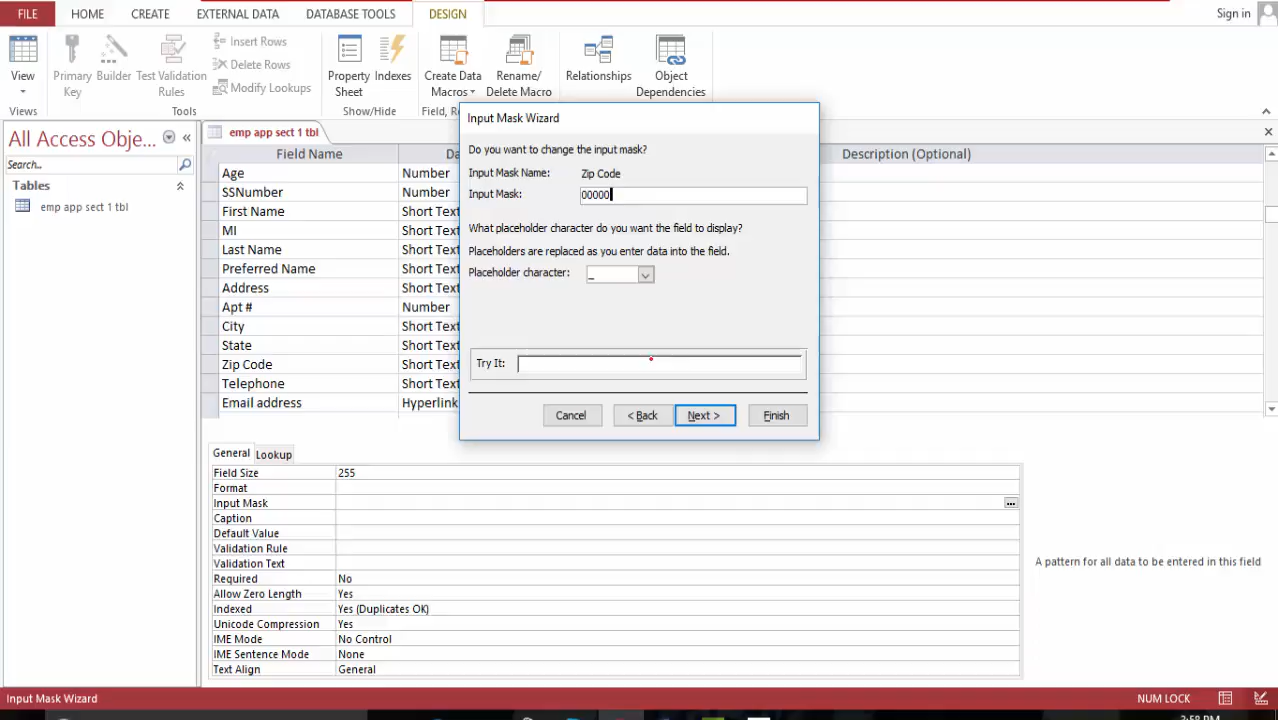 FILE HOME CREATE EXTERNAL DATA DATABASE TOOLS DESIGN Sign in
View
Primary Key
Builder
Test Validation Rules
Insert Rows
Delete Rows
Modify Lookups
Property Sheet
Indexes
Create Data Macros
Rename/ Delete Macro
Relationships
Object Dependencies
Views Tools Show/Hide Field, R
All Access Obje...
Search...
Tables
emp app sect 1 tbl
emp app sect 1 tbl
Field Name Da Description (Optional)
Age Number
SSNumber Number
First Name Short Text
MI Short Text
Last Name Short Text
Preferred Name Short Text
Address Short Text
Apt # Number
City Short Text
State Short Text
Zip Code Short Text
Telephone Short Text
Email address Hyperlink
Input Mask Wizard
Do you want to change the input mask?
Input Mask Name: Zip Code
Input Mask: 00000
What placeholder character do you want the field to display?
Placeholders are replaced as you enter data into the field.
Placeholder character: _
Try It:
Cancel < Back Next > Finish
General Lookup
Field Size 255
Format
Input Mask ...
Caption
Default Value
Validation Rule
Validation Text
Required No
Allow Zero Length Yes
Indexed Yes (Duplicates OK)
Unicode Compression Yes
IME Mode No Control
IME Sentence Mode None
Text Align General
A pattern for all data to be entered in this field
Input Mask Wizard NUM LOCK